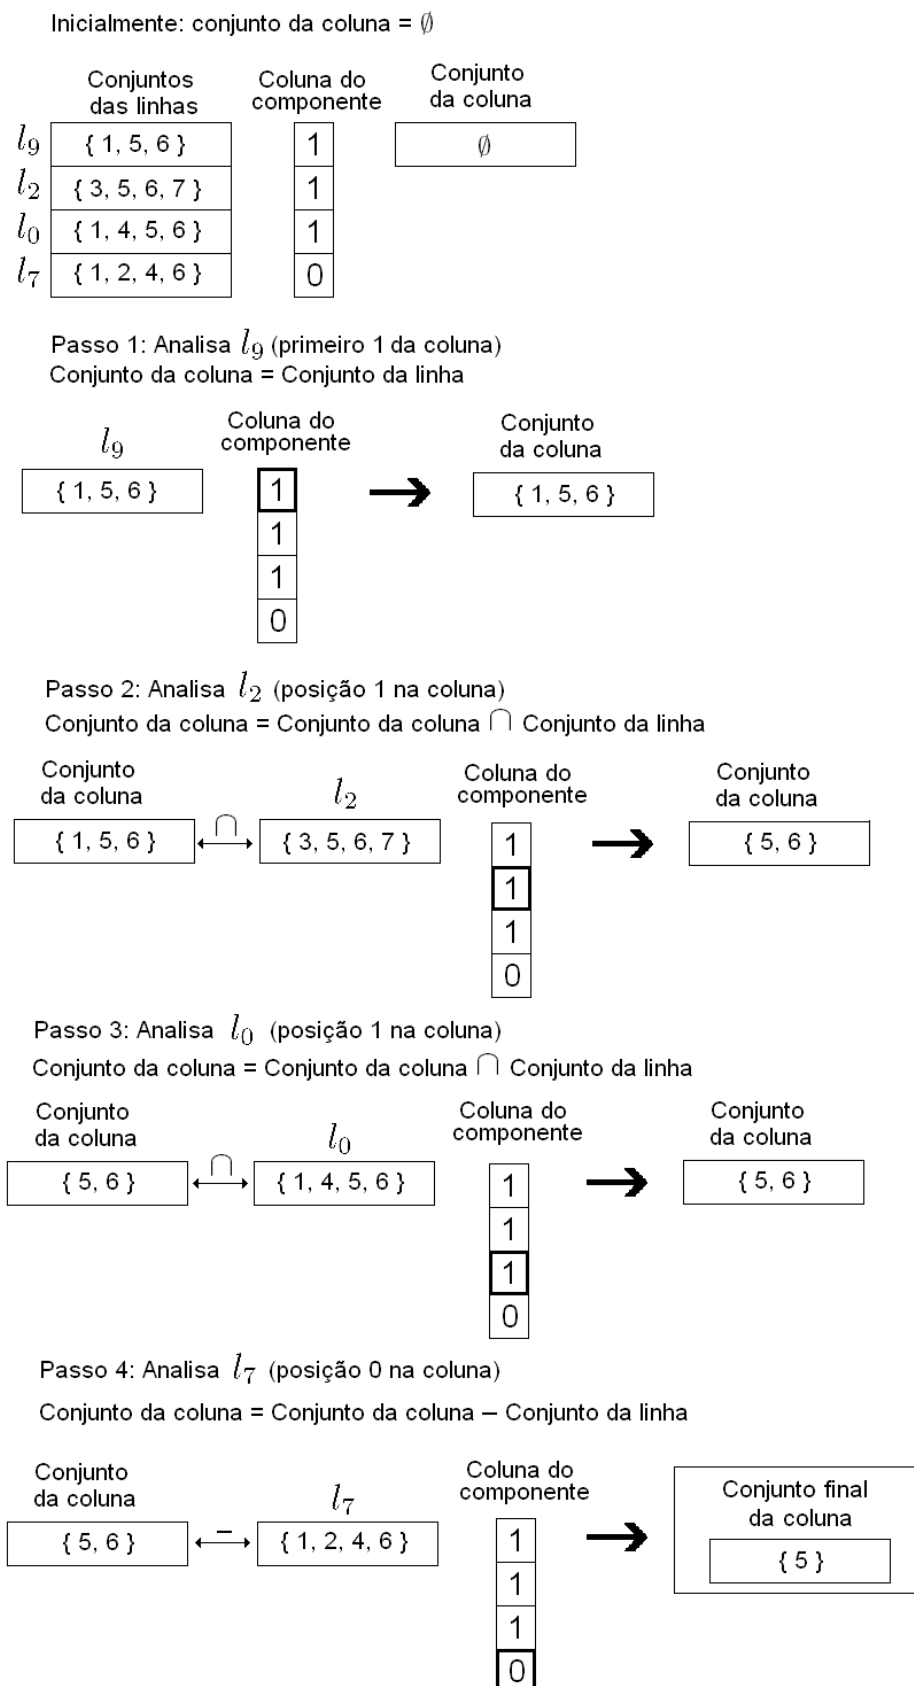 Inicialmente: conjunto da coluna = ∅
Conjuntos das linhas
Coluna do componente
Conjunto da coluna
l9 { 1, 5, 6 } 1 ∅
l2 { 3, 5, 6, 7 } 1
l0 { 1, 4, 5, 6 } 1
l7 { 1, 2, 4, 6 } 0
Passo 1: Analisa l9 (primeiro 1 da coluna)
Conjunto da coluna = Conjunto da linha
l9
Coluna do componente
Conjunto da coluna
{ 1, 5, 6 } 1 → { 1, 5, 6 }
1
1
0
Passo 2: Analisa l2 (posição 1 na coluna)
Conjunto da coluna = Conjunto da coluna ∩ Conjunto da linha
Conjunto da coluna
l2
Coluna do componente
Conjunto da coluna
{ 1, 5, 6 } ∩ { 3, 5, 6, 7 } 1 → { 5, 6 }
1
1
0
Passo 3: Analisa l0 (posição 1 na coluna)
Conjunto da coluna = Conjunto da coluna ∩ Conjunto da linha
Conjunto da coluna
l0
Coluna do componente
Conjunto da coluna
{ 5, 6 } ∩ { 1, 4, 5, 6 } 1 → { 5, 6 }
1
1
0
Passo 4: Analisa l7 (posição 0 na coluna)
Conjunto da coluna = Conjunto da coluna – Conjunto da linha
Conjunto da coluna
l7
Coluna do componente
Conjunto final da coluna
{ 5, 6 } – { 1, 2, 4, 6 } 1 → { 5 }
1
1
0